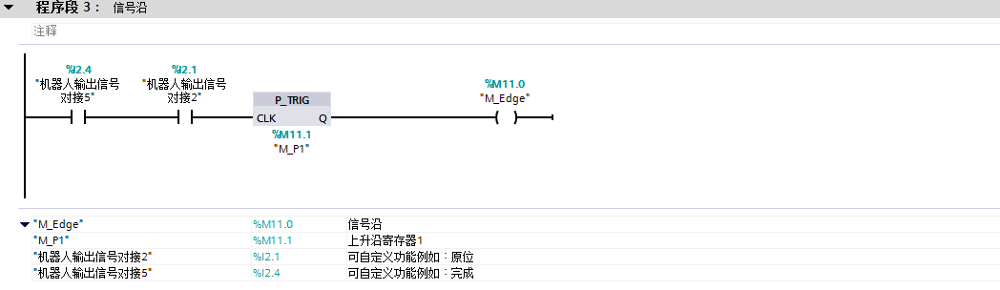 程序段 3： 信号沿
注释
%I2.4
"机器人输出信号
对接5"
%I2.1
"机器人输出信号
对接2"
P_TRIG
CLK Q
%M11.1
"M_P1"
%M11.0
"M_Edge"
"M_Edge" %M11.0 信号沿
"M_P1" %M11.1 上升沿寄存器1
"机器人输出信号对接2" %I2.1 可自定义功能例如：原位
"机器人输出信号对接5" %I2.4 可自定义功能例如：完成